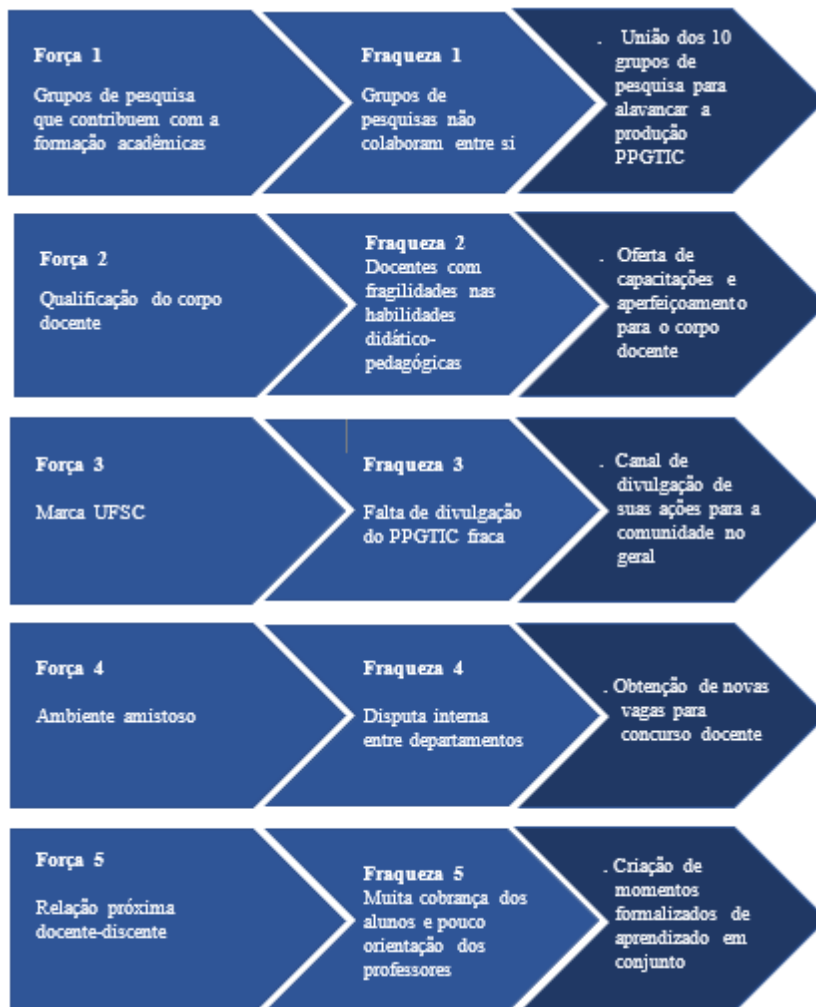 Força 1
Grupos de pesquisa
que contribuem com a
formação acadêmicas
Fraqueza 1
Grupos de
pesquisas não
colaboram entre si
. União dos 10
grupos de
pesquisa para
alavancar a
produção
PPGTIC
Força 2
Qualificação do corpo
docente
Fraqueza 2
Docentes com
fragilidades nas
habilidades
didático-
pedagógicas
. Oferta de
capacitações e
aperfeiçoamento
para o corpo
docente
Força 3
Marca UFSC
Fraqueza 3
Falta de divulgação
do PPGTIC fraca
. Canal de
divulgação de
suas ações para a
comunidade no
geral
Força 4
Ambiente amistoso
Fraqueza 4
Disputa interna
entre departamentos
. Obtenção de novas
vagas para
concurso docente
Força 5
Relação próxima
docente-discente
Fraqueza 5
Muita cobrança dos
alunos e pouco
orientação dos
professores
. Criação de
momentos
formalizados de
aprendizado em
conjunto